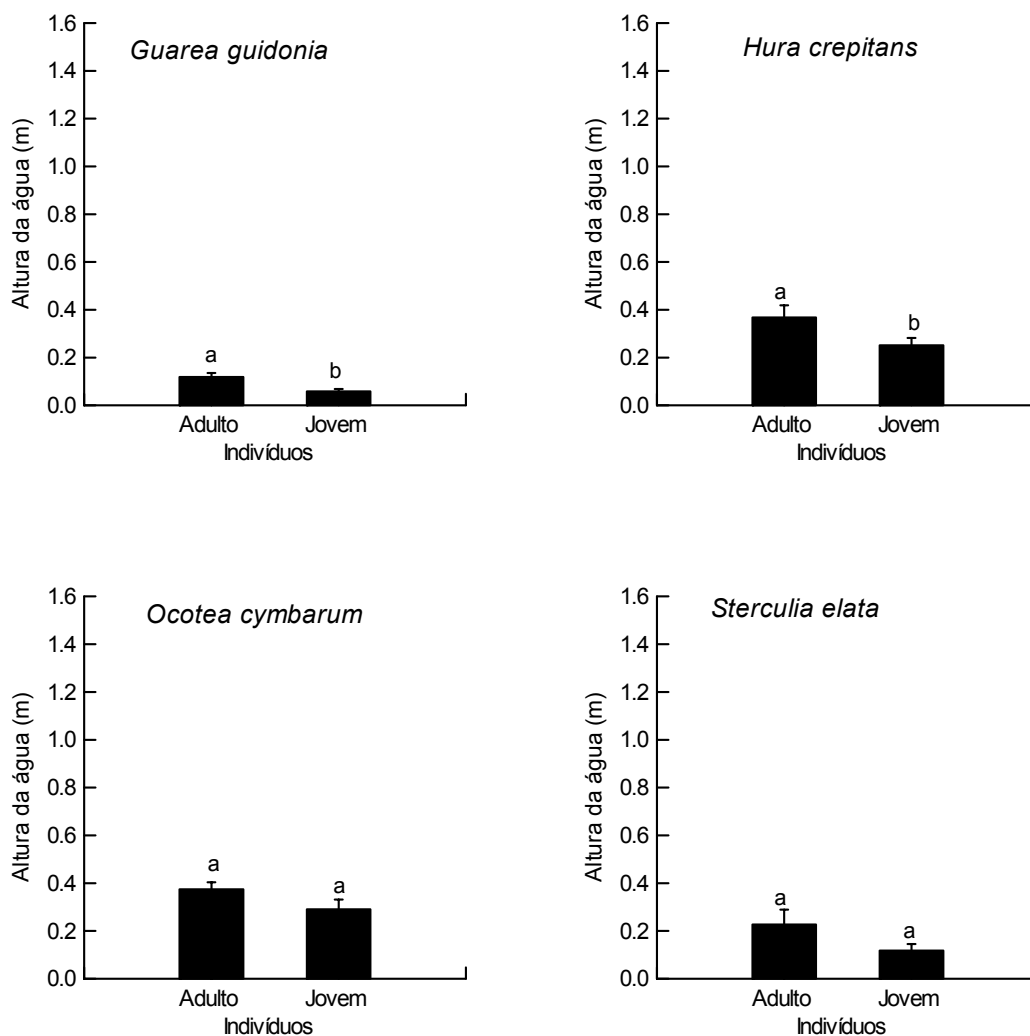 Guarea guidonia
1.6
1.4
1.2
1.0
0.8
0.6
0.4
0.2
0.0
Altura da água (m)
a
b
Adulto Jovem
Indivíduos
Hura crepitans
1.6
1.4
1.2
1.0
0.8
0.6
0.4
0.2
0.0
Altura da água (m)
a
b
Adulto Jovem
Indivíduos
Ocotea cymbarum
1.6
1.4
1.2
1.0
0.8
0.6
0.4
0.2
0.0
Altura da água (m)
a
a
Adulto Jovem
Indivíduos
Sterculia elata
1.6
1.4
1.2
1.0
0.8
0.6
0.4
0.2
0.0
Altura da água (m)
a
a
Adulto Jovem
Indivíduos